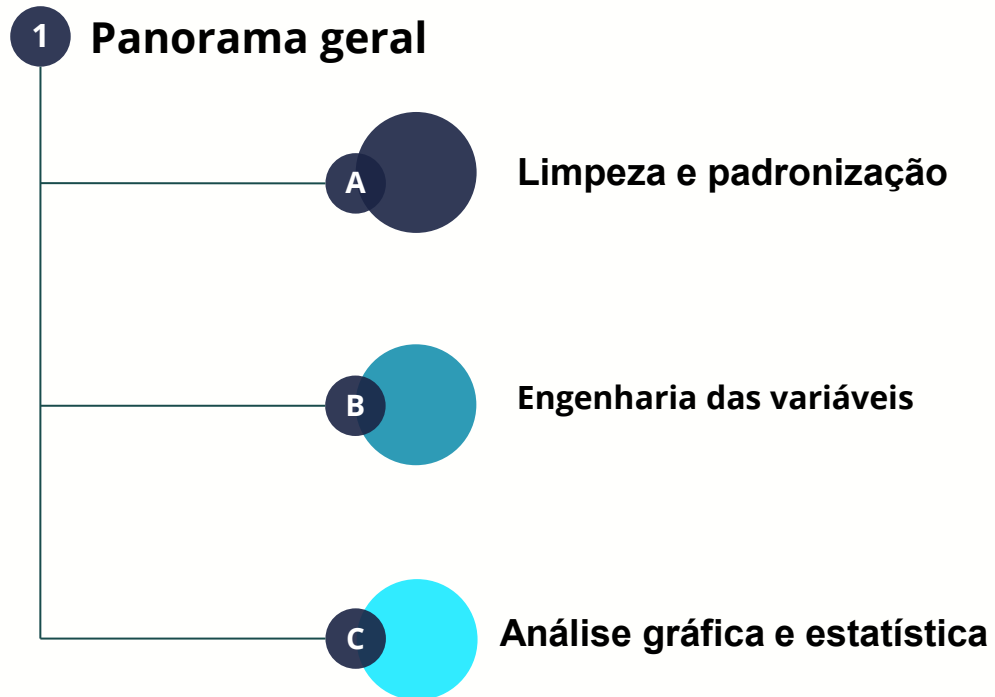 1 Panorama geral
A Limpeza e padronização
B Engenharia das variáveis
C Análise gráfica e estatística